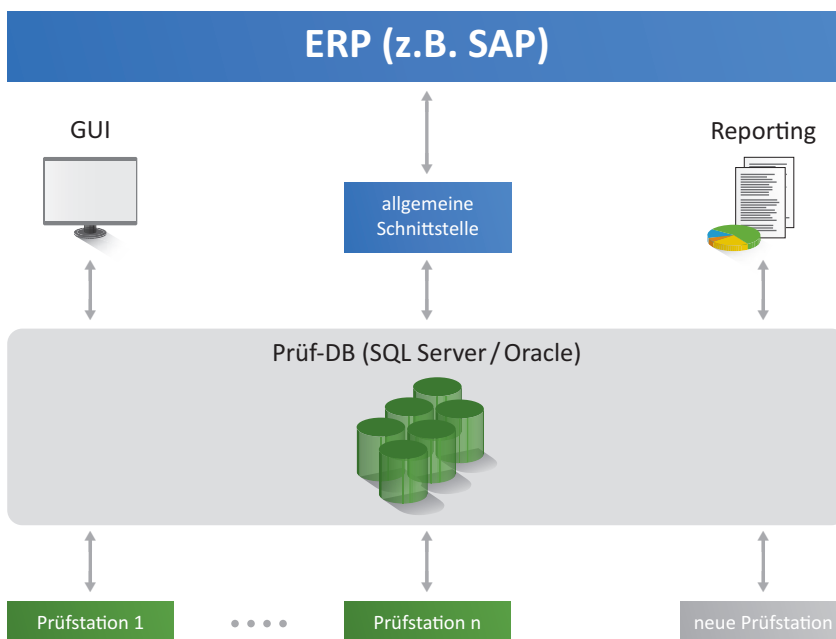 ERP (z.B. SAP)
GUI
Reporting
allgemeine
Schnittstelle
Prüf-DB (SQL Server / Oracle)
Prüfstation 1
Prüfstation n
neue Prüfstation